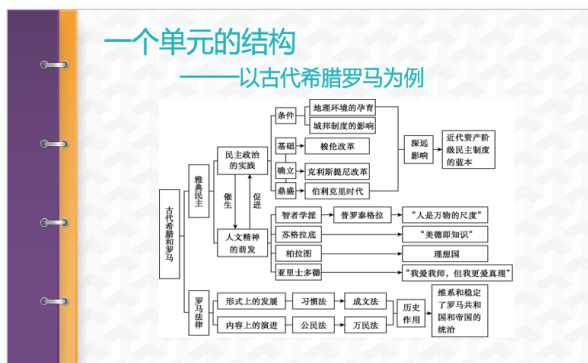 一个单元的结构
———以古代希腊罗马为例
古代希腊和罗马
雅典民主
民主政治
的实践
条件
地理环境的孕育
城邦制度的影响
基础
梭伦改革
确立
克利斯提尼改革
鼎盛
伯利克里时代
深远
影响
近代资产阶
级民主制度
的蓝本
催生
促进
人文精神
的萌发
智者学派
普罗泰格拉
“人是万物的尺度”
苏格拉底
“美德即知识”
柏拉图
理想国
亚里士多德
“我爱我师，但我更爱真理”
罗马法律
形式上的发展
习惯法
成文法
内容上的演进
公民法
万民法
历史
作用
维系和稳定
了罗马共和
国和帝国的
统治